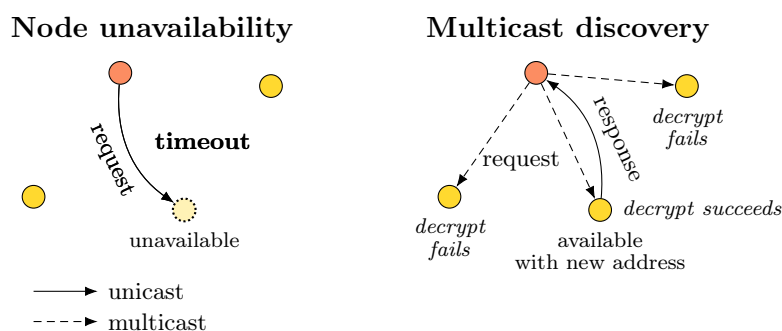 Node unavailability
timeout
request
unavailable
unicast
multicast
Multicast discovery
response
decrypt
fails
request
decrypt
fails
decrypt succeeds
available
with new address